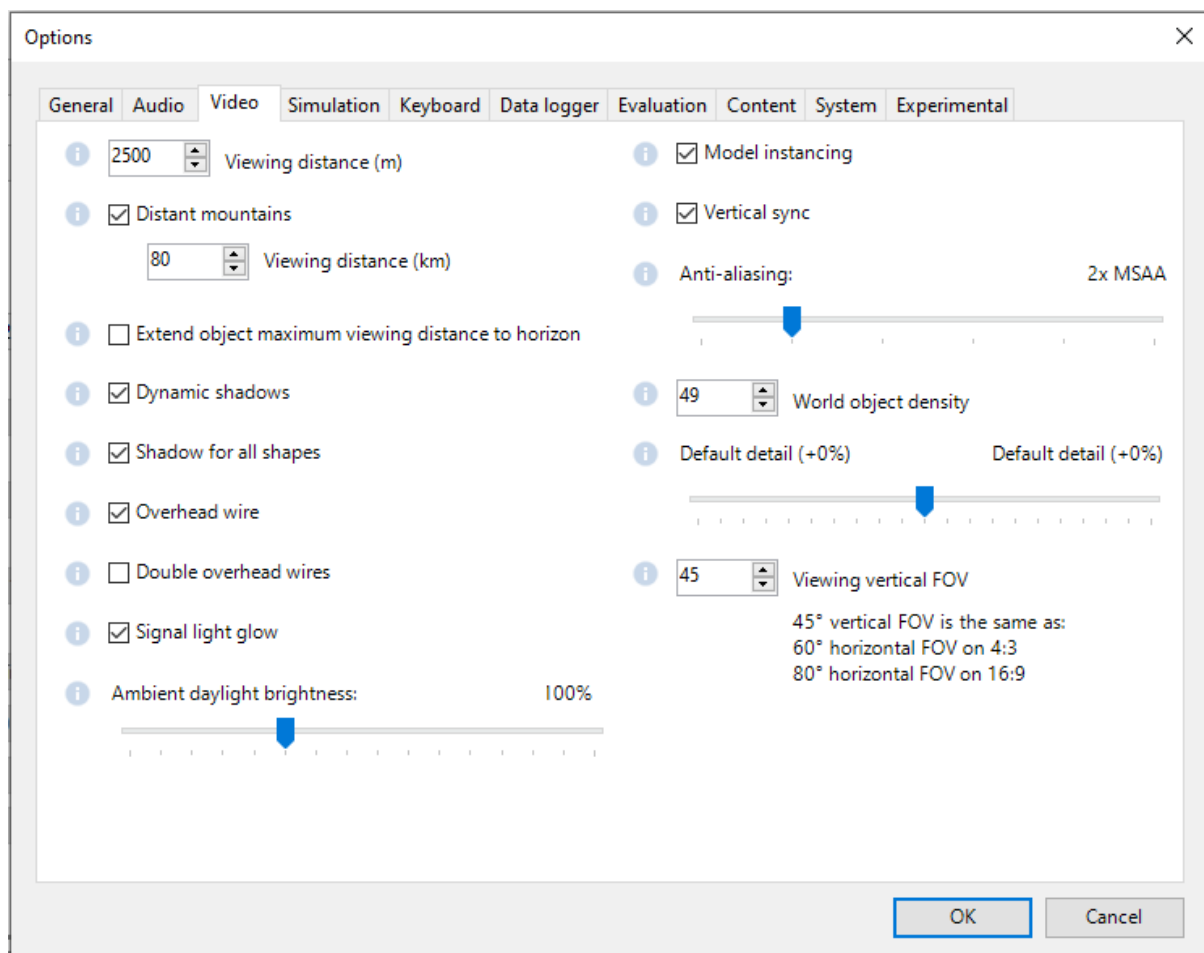 Options
General Audio Video Simulation Keyboard Data logger Evaluation Content System Experimental
2500 Viewing distance (m)
Distant mountains
80 Viewing distance (km)
Extend object maximum viewing distance to horizon
Dynamic shadows
Shadow for all shapes
Overhead wire
Double overhead wires
Signal light glow
Ambient daylight brightness: 100%
Model instancing
Vertical sync
Anti-aliasing: 2x MSAA
49 World object density
Default detail (+0%) Default detail (+0%)
45 Viewing vertical FOV
45° vertical FOV is the same as:
60° horizontal FOV on 4:3
80° horizontal FOV on 16:9
OK Cancel